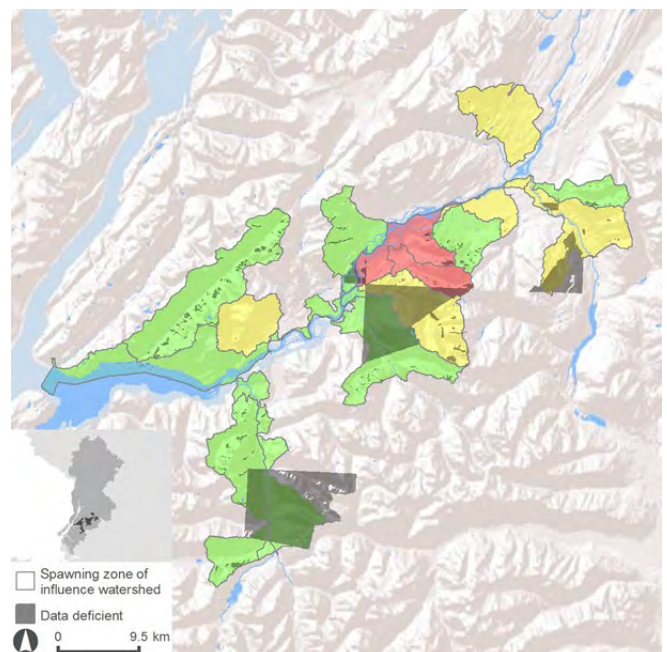 Spawning zone of
influence watershed
Data deficient
0 9.5 km